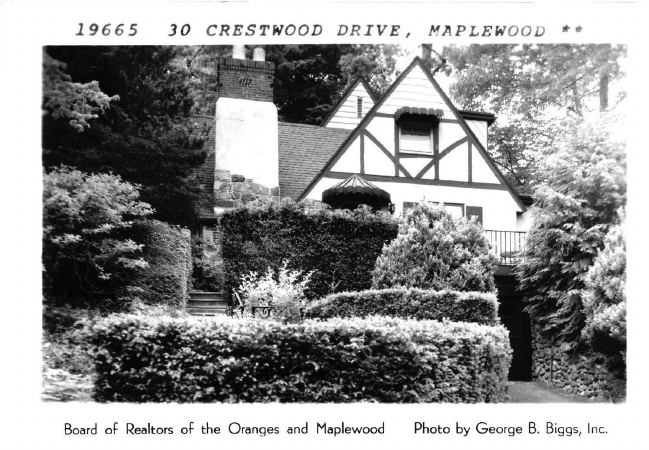 19665 30 CRESTWOOD DRIVE, MAPLEWOOD **
Board of Realtors of the Oranges and Maplewood Photo by George B. Biggs, Inc.